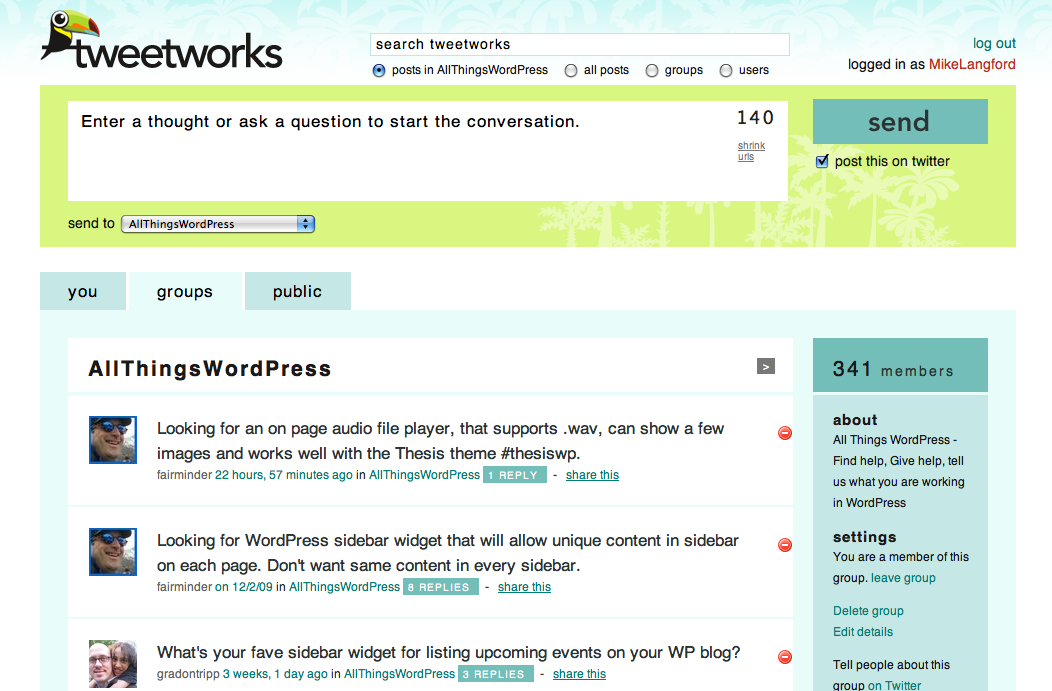 tweetworks
search tweetworks
posts in AllThingsWordPress all posts groups users
log out
logged in as MikeLangford
Enter a thought or ask a question to start the conversation.
140
shrink
urls
send
post this on twitter
send to AllThingsWordPress
you groups public
AllThingsWordPress
>
Looking for an on page audio file player, that supports .wav, can show a few
images and works well with the Thesis theme #thesiswp.
fairminder 22 hours, 57 minutes ago in AllThingsWordPress 1 REPLY - share this
Looking for WordPress sidebar widget that will allow unique content in sidebar
on each page. Don't want same content in every sidebar.
fairminder on 12/2/09 in AllThingsWordPress 8 REPLIES - share this
What's your fave sidebar widget for listing upcoming events on your WP blog?
gradontripp 3 weeks, 1 day ago in AllThingsWordPress 3 REPLIES - share this
341 members
about
All Things WordPress -
Find help, Give help, tell
us what you are working
in WordPress
settings
You are a member of this
group. leave group
Delete group
Edit details
Tell people about this
group on Twitter